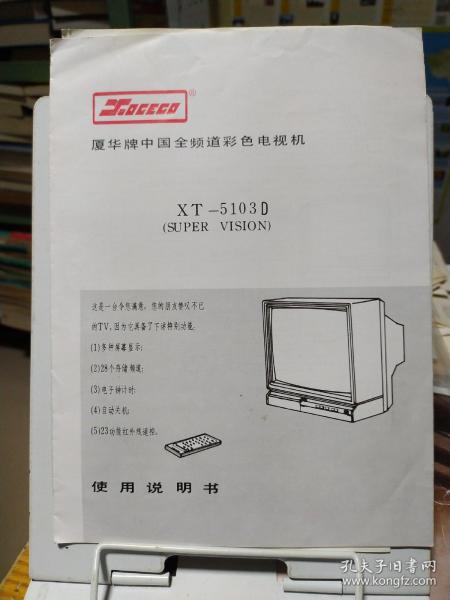 XOCECO®
厦华牌中国全频道彩色电视机
XT-5103D
(SUPER VISION)
这是一台令您满意，您的朋友惊叹不已
的TV，因为它具备了下述特别功能。
(1)多种屏幕显示;
(2)28个存储频道;
(3)电子钟计时;
(4)自动关机;
(5)23功能红外线遥控。
使用说明书
孔夫子旧书网
www.kongfz.com